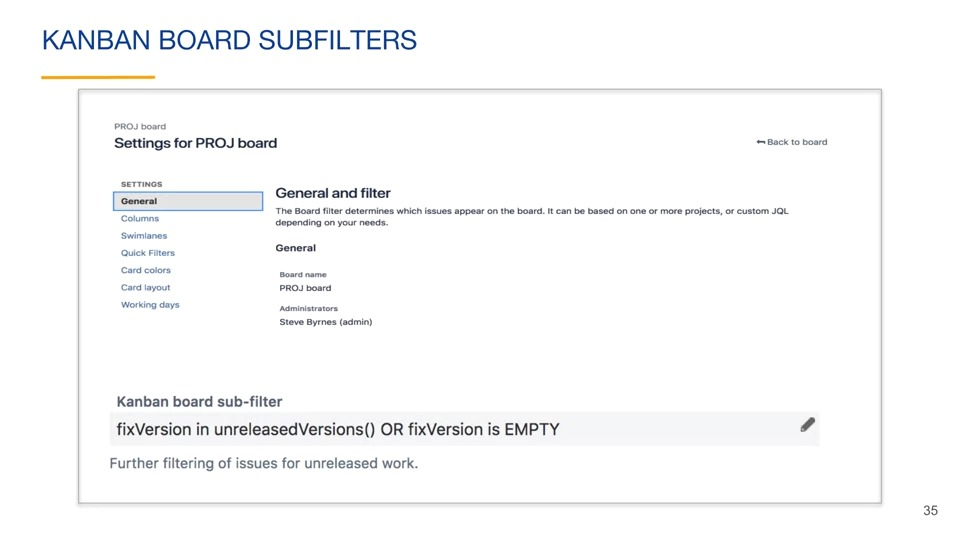 KANBAN BOARD SUBFILTERS
PROJ board
Settings for PROJ board
Back to board
SETTINGS
General
Columns
Swimlanes
Quick Filters
Card colors
Card layout
Working days
General and filter
The Board filter determines which issues appear on the board. It can be based on one or more projects, or custom JQL
depending on your needs.
General
Board name
PROJ board
Administrators
Steve Byrnes (admin)
Kanban board sub-filter
fixVersion in unreleasedVersions() OR fixVersion is EMPTY
Further filtering of issues for unreleased work.
35